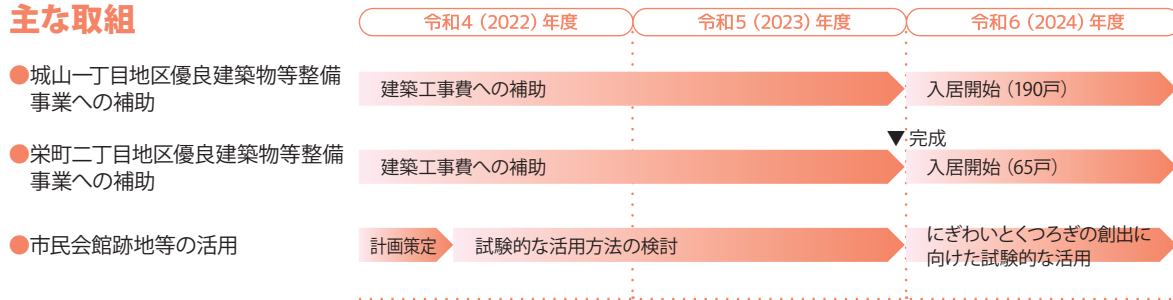 主な取組
令和4（2022）年度
令和5（2023）年度
令和6（2024）年度
●城山一丁目地区優良建築物等整備
事業への補助
建築工事費への補助
入居開始（190戸）
▼完成
●栄町二丁目地区優良建築物等整備
事業への補助
建築工事費への補助
入居開始（65戸）
●市民会館跡地等の活用
計画策定
試験的な活用方法の検討
にぎわいとくつろぎの創出に
向けた試験的な活用